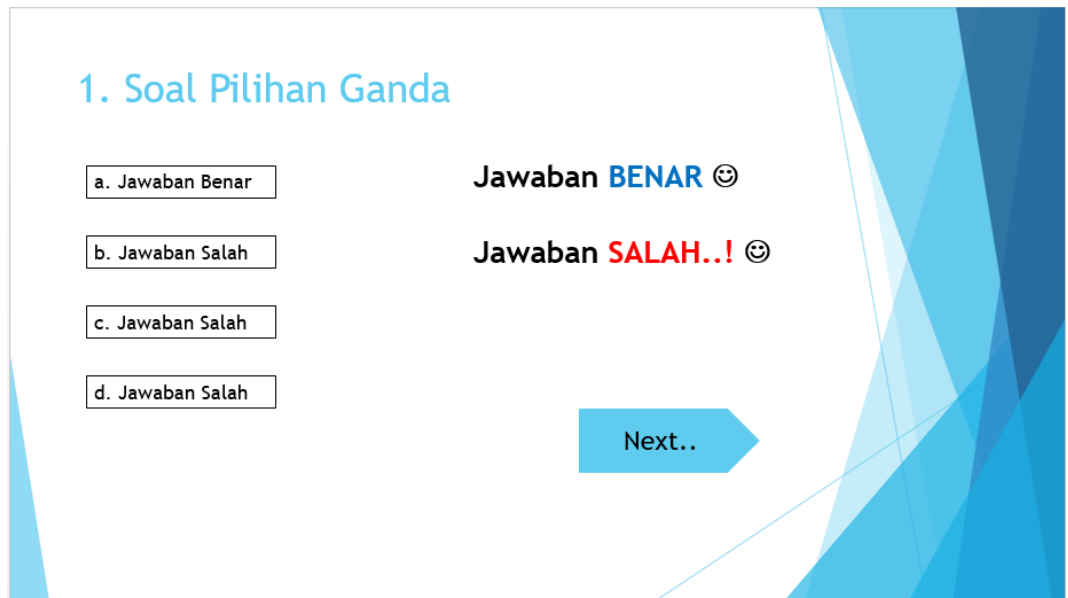 1. Soal Pilihan Ganda
a. Jawaban Benar
b. Jawaban Salah
c. Jawaban Salah
d. Jawaban Salah
Jawaban BENAR ☺
Jawaban SALAH..! ☺
Next..